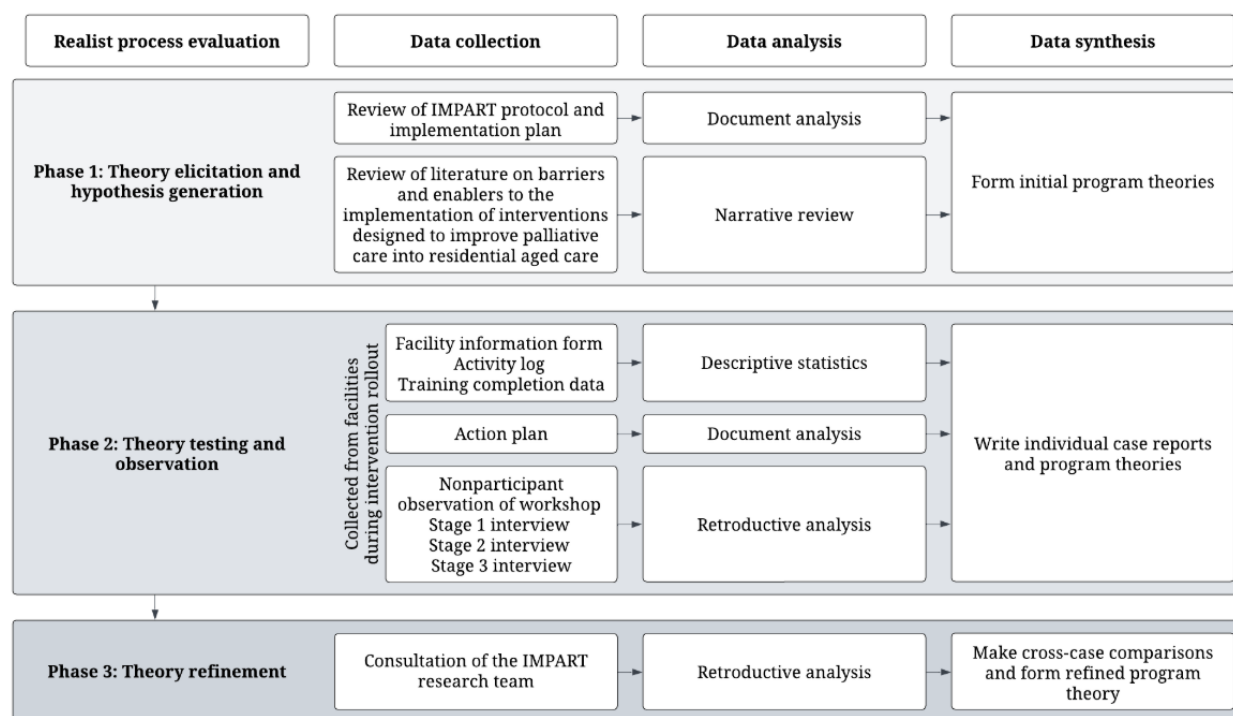 Realist process evaluation
Data collection
Data analysis
Data synthesis
Phase 1: Theory elicitation and
hypothesis generation
Review of IMPART protocol and
implementation plan
Document analysis
Review of literature on barriers
and enablers to the
implementation of interventions
designed to improve palliative
care into residential aged care
Narrative review
Form initial program theories
Phase 2: Theory testing and
observation
Collected from facilities
during intervention rollout
Facility information form
Activity log
Training completion data
Descriptive statistics
Action plan
Document analysis
Nonparticipant
observation of workshop
Stage 1 interview
Stage 2 interview
Stage 3 interview
Retroductive analysis
Write individual case reports
and program theories
Phase 3: Theory refinement
Consultation of the IMPART
research team
Retroductive analysis
Make cross-case comparisons
and form refined program
theory